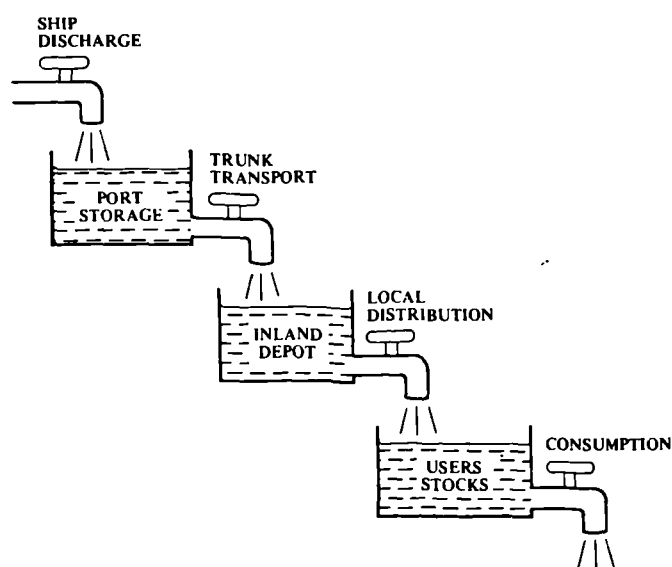 SHIP
DISCHARGE
PORT
STORAGE
TRUNK
TRANSPORT
INLAND
DEPOT
LOCAL
DISTRIBUTION
USERS
STOCKS
CONSUMPTION